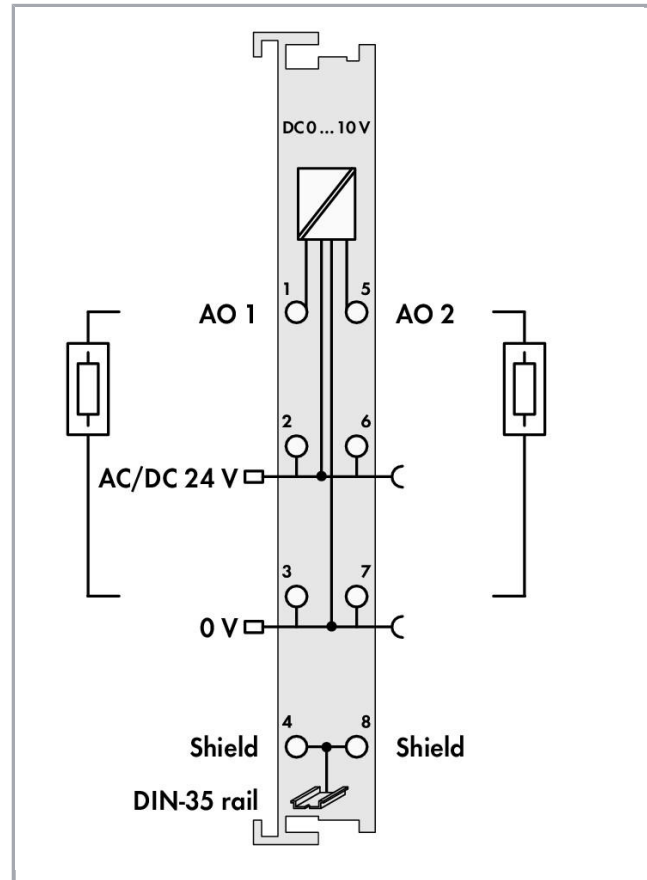 DC 0 ... 10 V
1 5
AO 1 AO 2
2 6
AC/DC 24 V
3 7
0 V
4 8
Shield Shield
DIN-35 rail